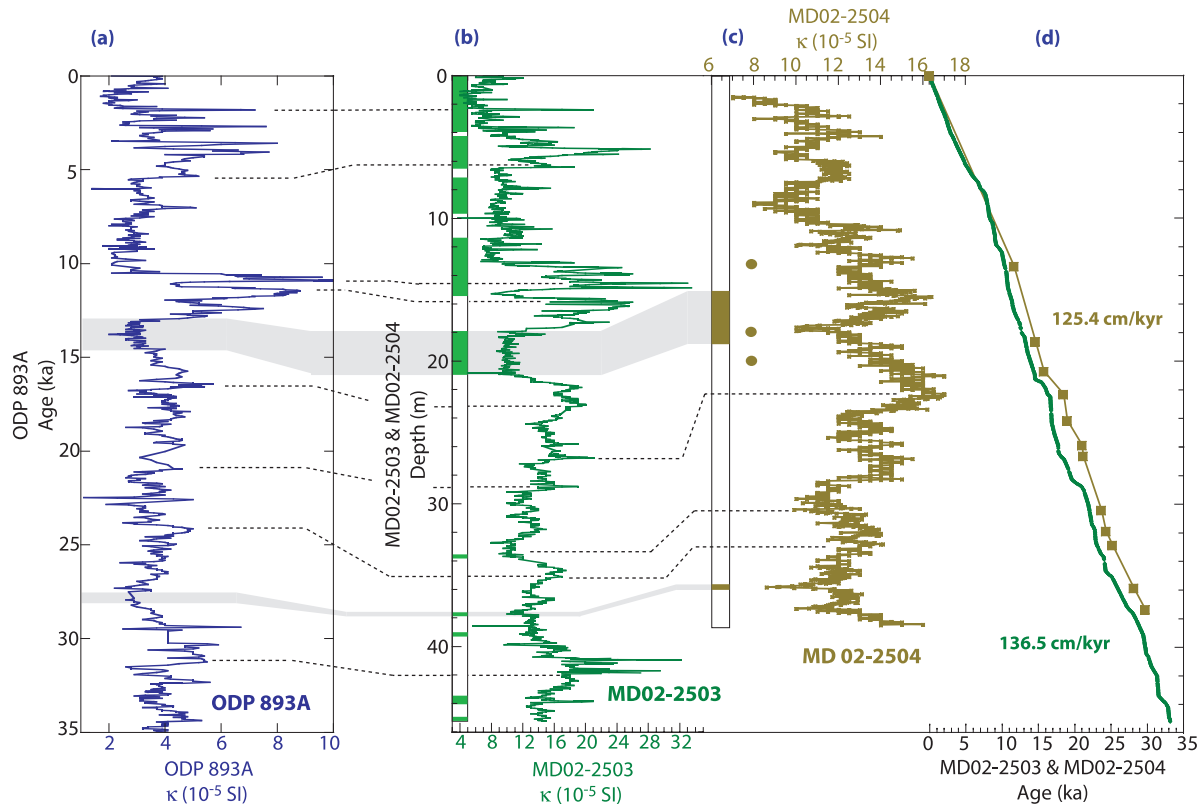 MD02-2504
κ (10-5 SI)
(a)
(b)
(c)
(d)
6
8
10
12
14
16
18
0
5
10
15
20
25
30
35
ODP 893A
Age (ka)
2
4
6
8
10
ODP 893A
κ (10-5 SI)
ODP 893A
MD02-2503 & MD02-2504
Depth (m)
0
10
20
30
40
4
8
12
16
20
24
28
32
MD02-2503
κ (10-5 SI)
MD02-2503
MD 02-2504
125.4 cm/kyr
136.5 cm/kyr
0
5
10
15
20
25
30
35
MD02-2503 & MD02-2504
Age (ka)